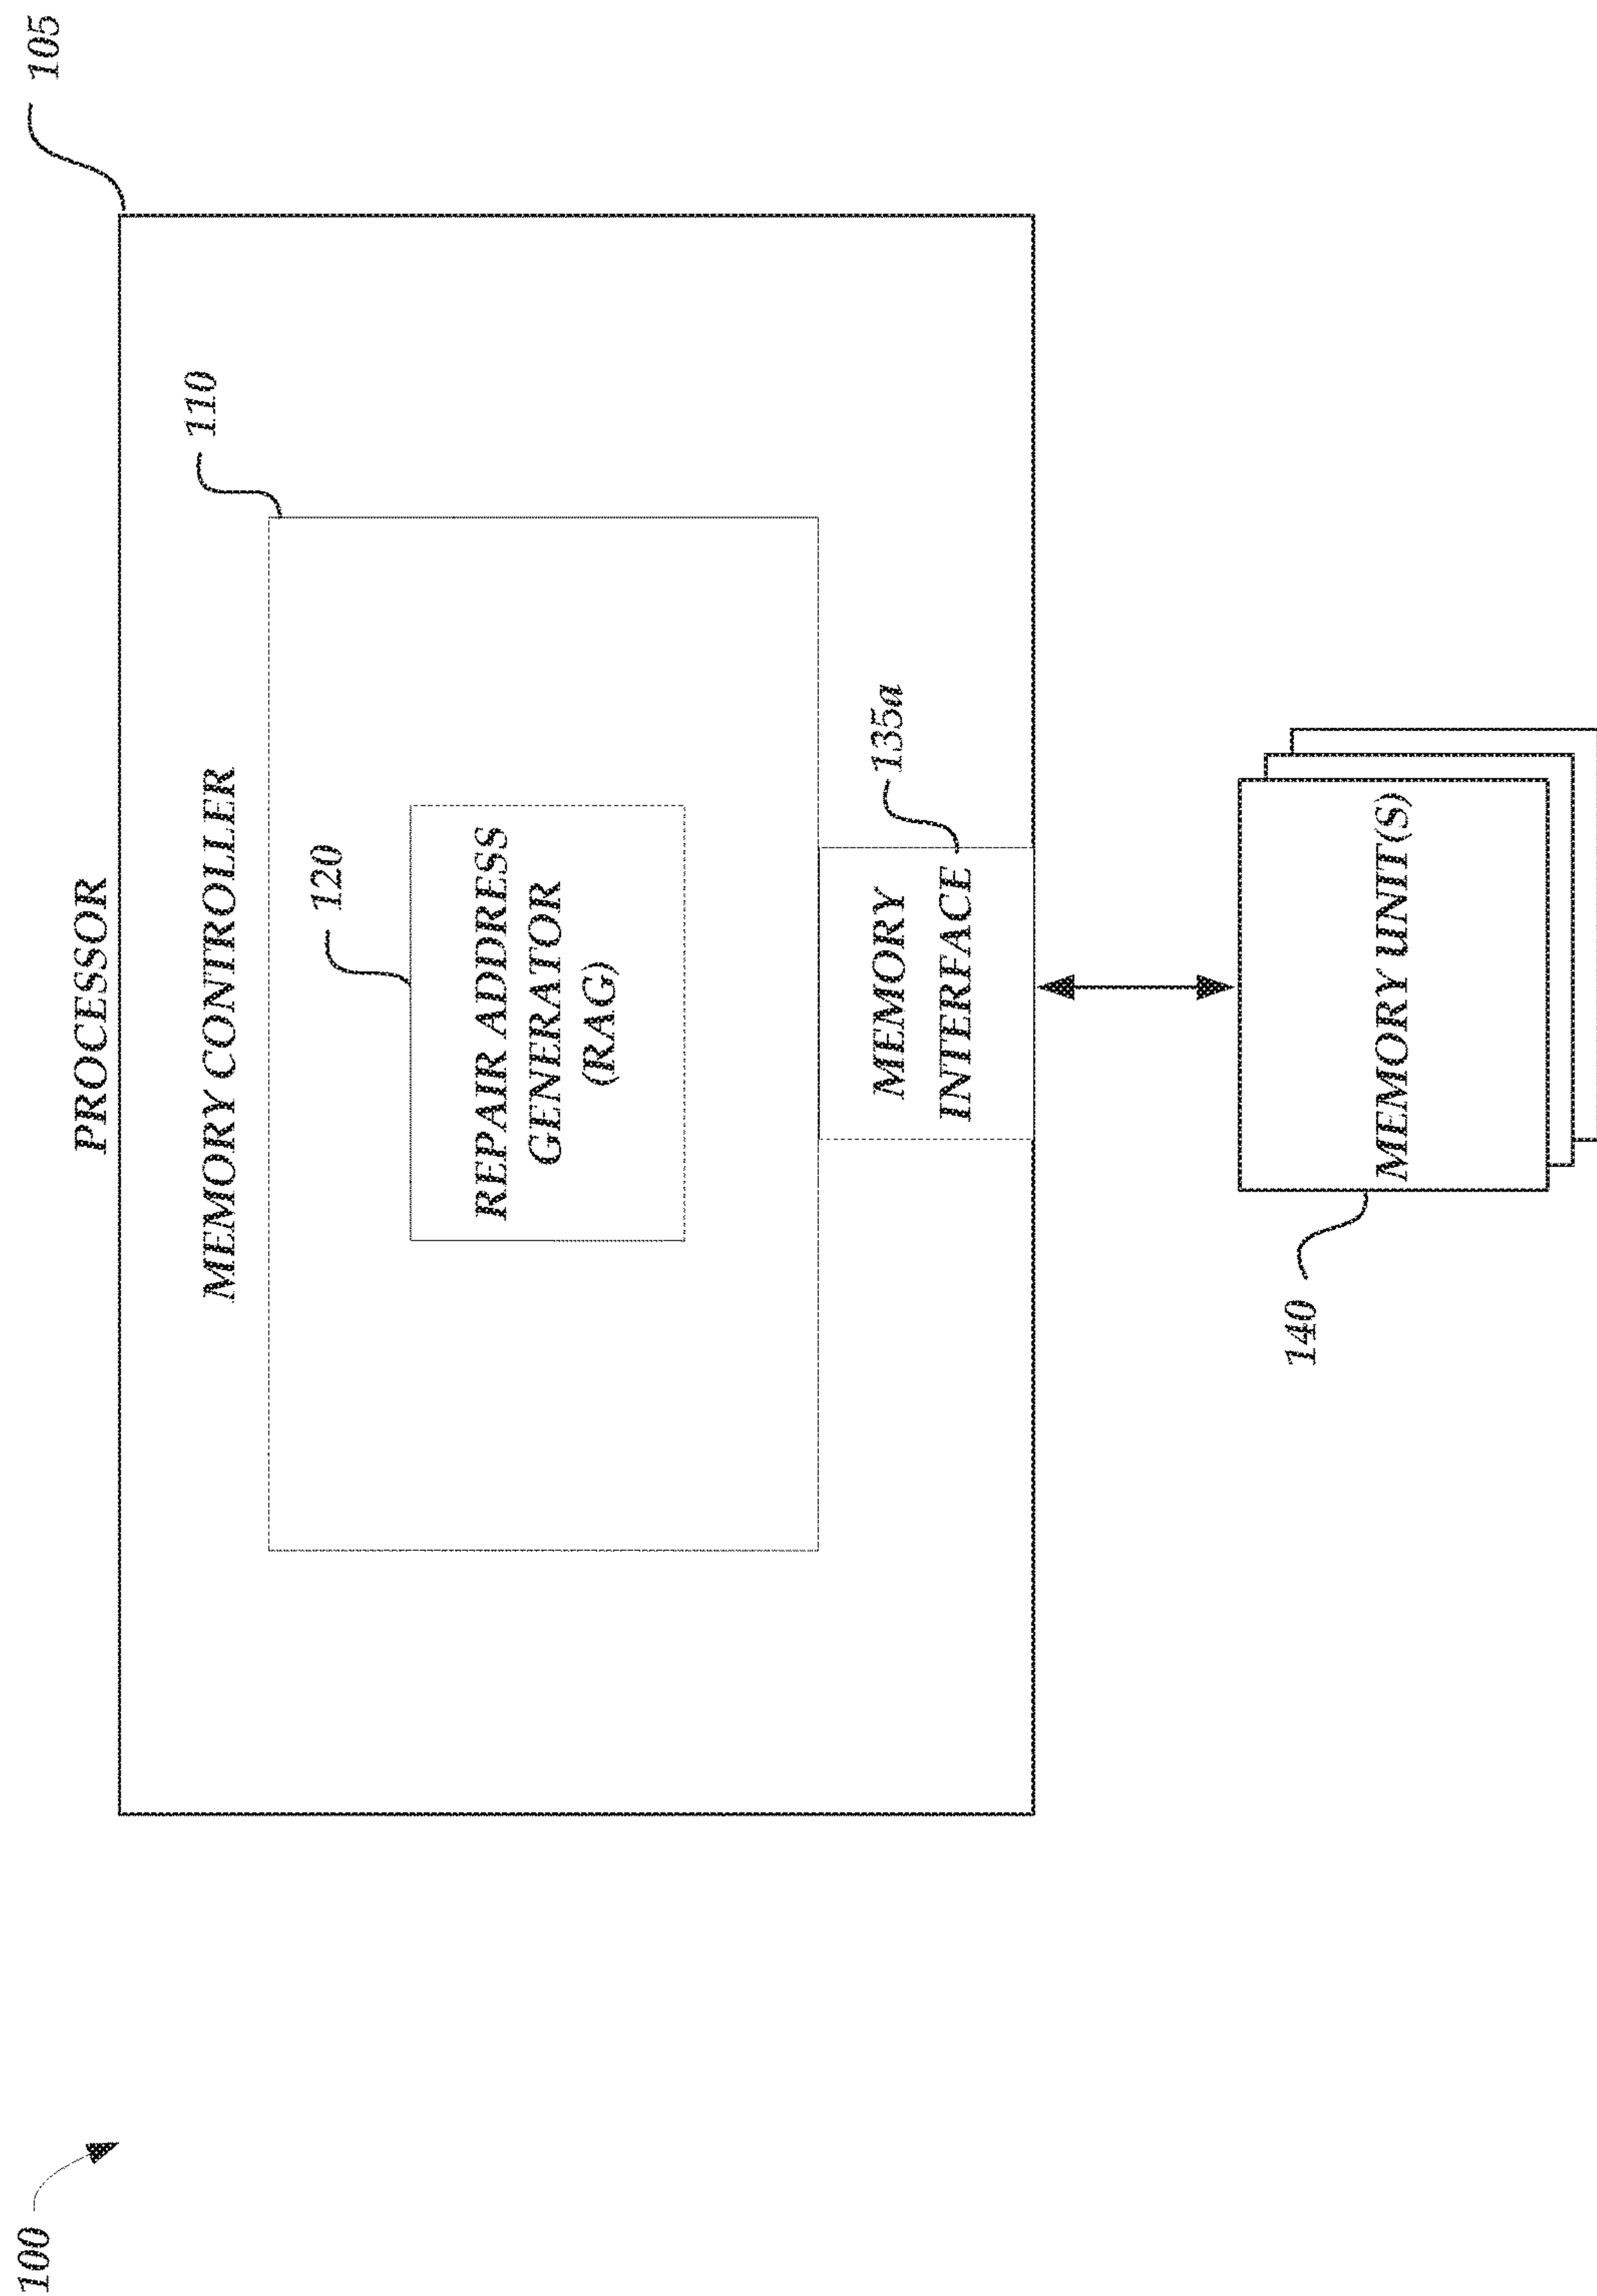 100
PROCESSOR
105
MEMORY CONTROLLER
110
120
REPAIR ADDRESS
GENERATOR
(RAG)
MEMORY
INTERFACE
135a
140
MEMORY UNIT(S)